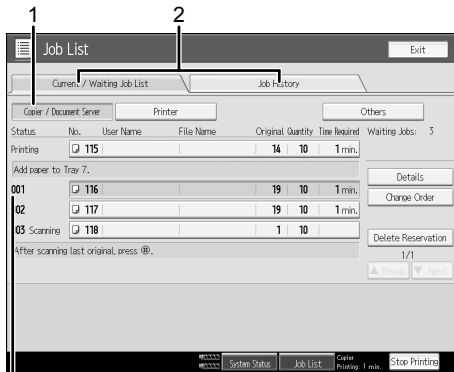 1 2
Job List Exit
Current / Waiting Job List Job History
Copier / Document Server Printer Others
Status No. User Name File Name Original Quantity Time Required Waiting Jobs: 3
Printing 115 14 10 1 min.
Add paper to Tray 7.
Details
001 116 19 10 1 min.
Change Order
02 117 19 10 1 min.
03 Scanning 118 1 10
Delete Reservation
After scanning last original, press #.
1/1
▲ Previous ▼ Next
System Status Job List Copier Printing: 1 min. Stop Printing